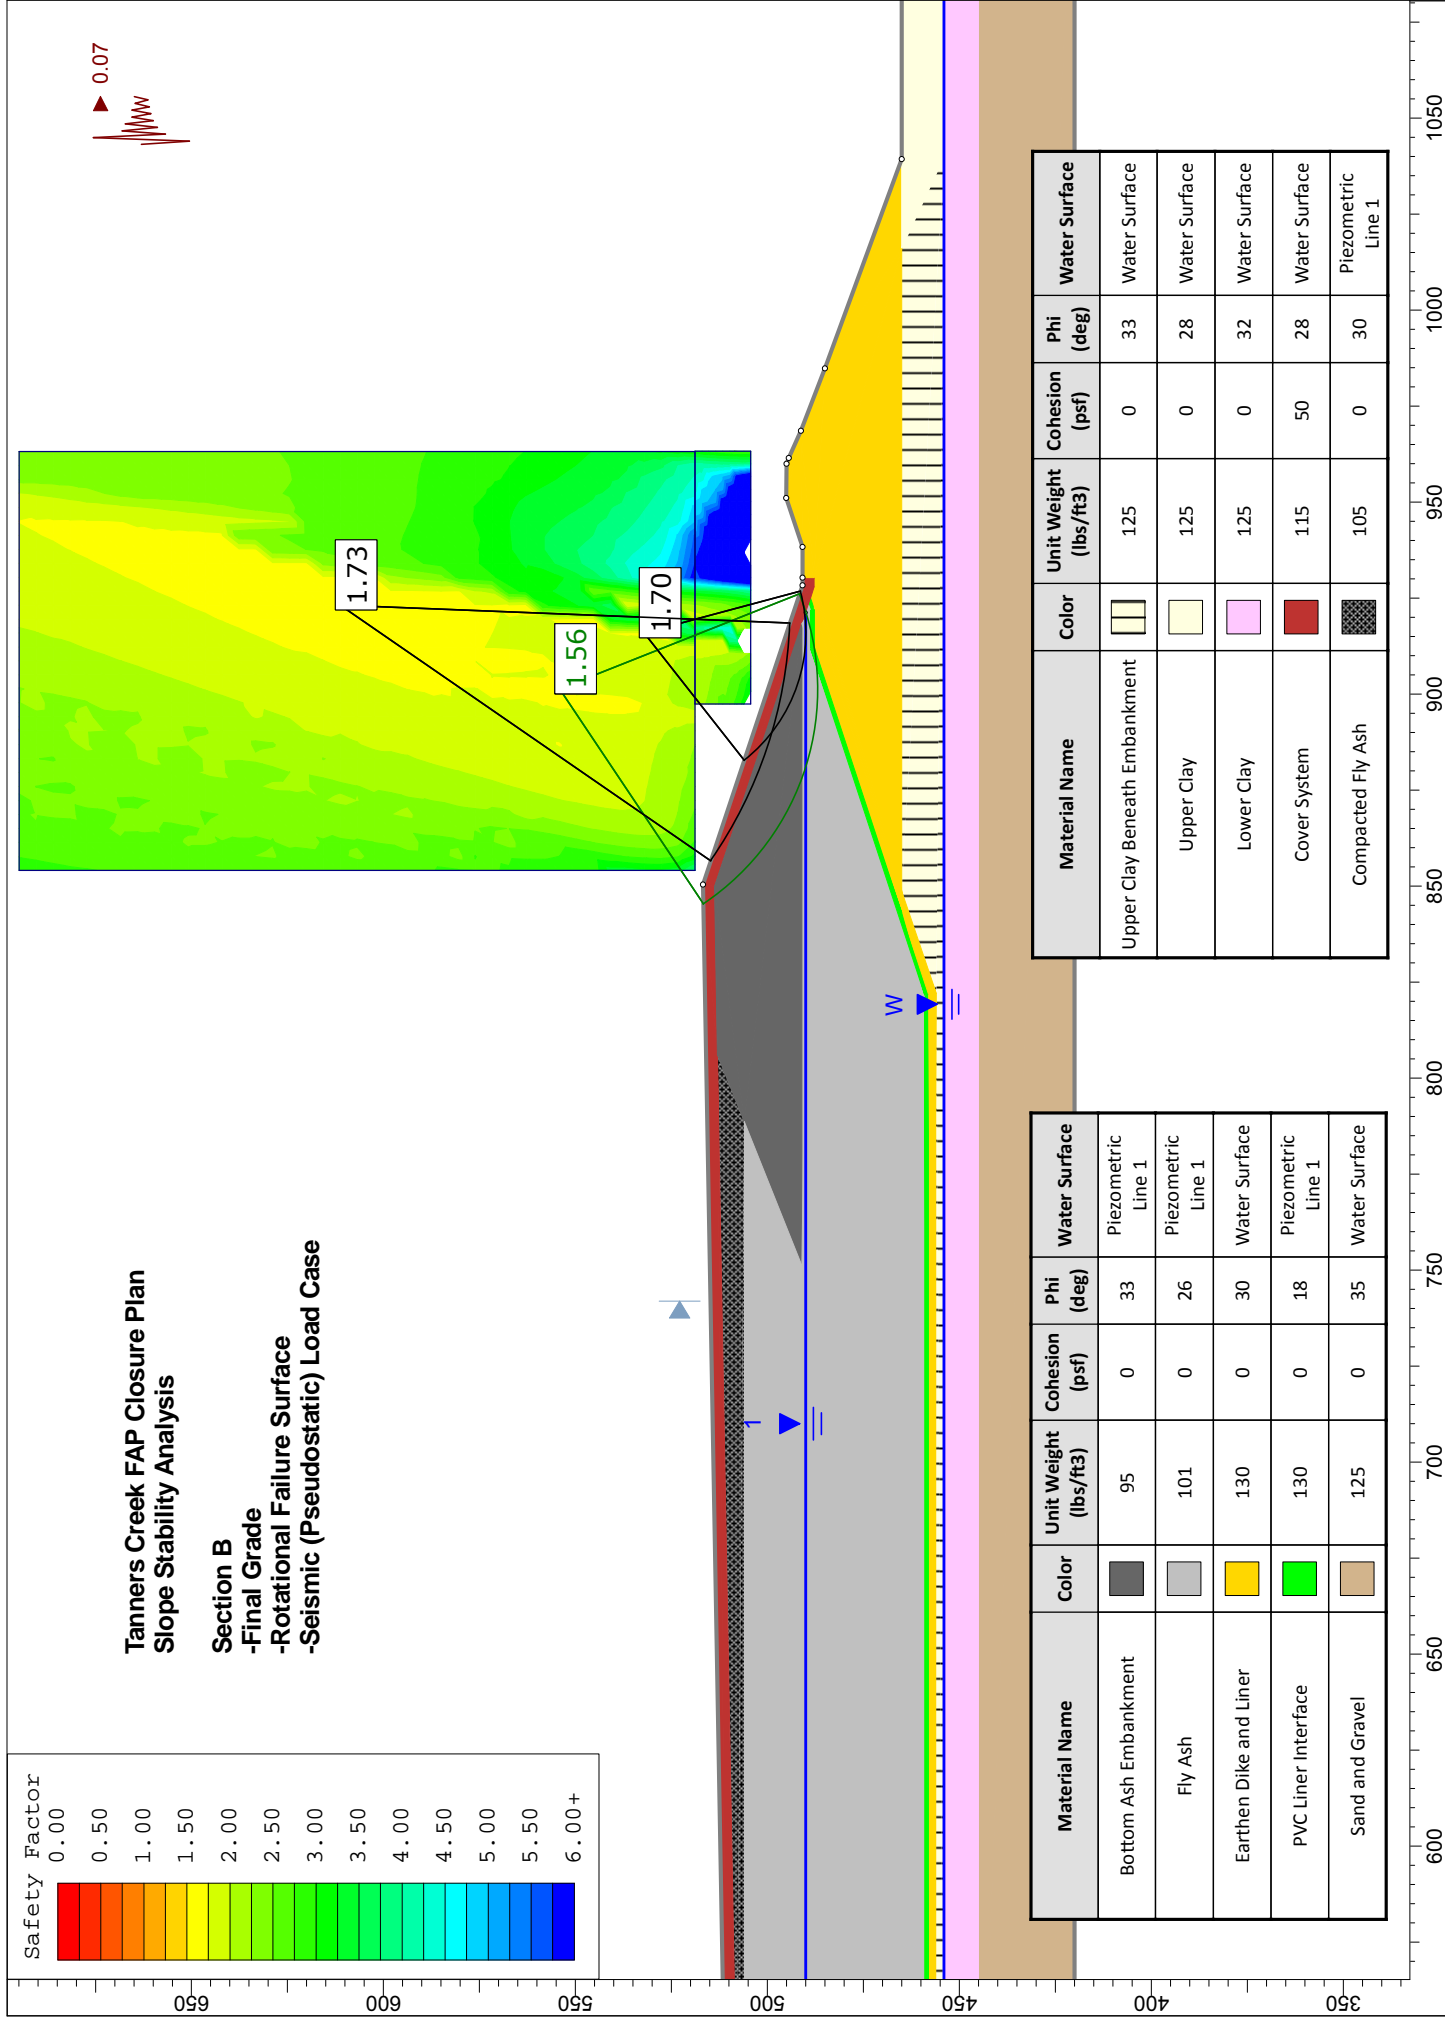 Safety Factor
0.00
0.50
1.00
1.50
2.00
2.50
3.00
3.50
4.00
4.50
5.00
5.50
6.00+
Tanners Creek FAP Closure Plan
Slope Stability Analysis
Section B
-Final Grade
-Rotational Failure Surface
-Seismic (Pseudostatic) Load Case
0.07
1.73
1.56
1.70
1
W
Material Name Color Unit Weight (lbs/ft3) Cohesion (psf) Phi (deg) Water Surface
Bottom Ash Embankment 95 0 33 Piezometric Line 1
Fly Ash 101 0 26 Piezometric Line 1
Earthen Dike and Liner 130 0 30 Water Surface
PVC Liner Interface 130 0 18 Piezometric Line 1
Sand and Gravel 125 0 35 Water Surface
Material Name Color Unit Weight (lbs/ft3) Cohesion (psf) Phi (deg) Water Surface
Upper Clay Beneath Embankment 125 0 33 Water Surface
Upper Clay 125 0 28 Water Surface
Lower Clay 125 0 32 Water Surface
Cover System 115 50 28 Water Surface
Compacted Fly Ash 105 0 30 Piezometric Line 1
650
600
550
500
450
400
350
600 650 700 750 800 850 900 950 1000 1050